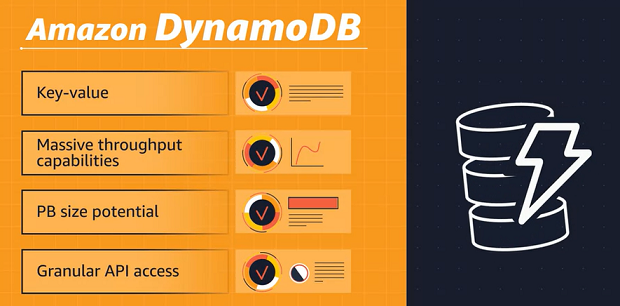 Amazon DynamoDB
Key-value
Massive throughput
capabilities
PB size potential
Granular API access